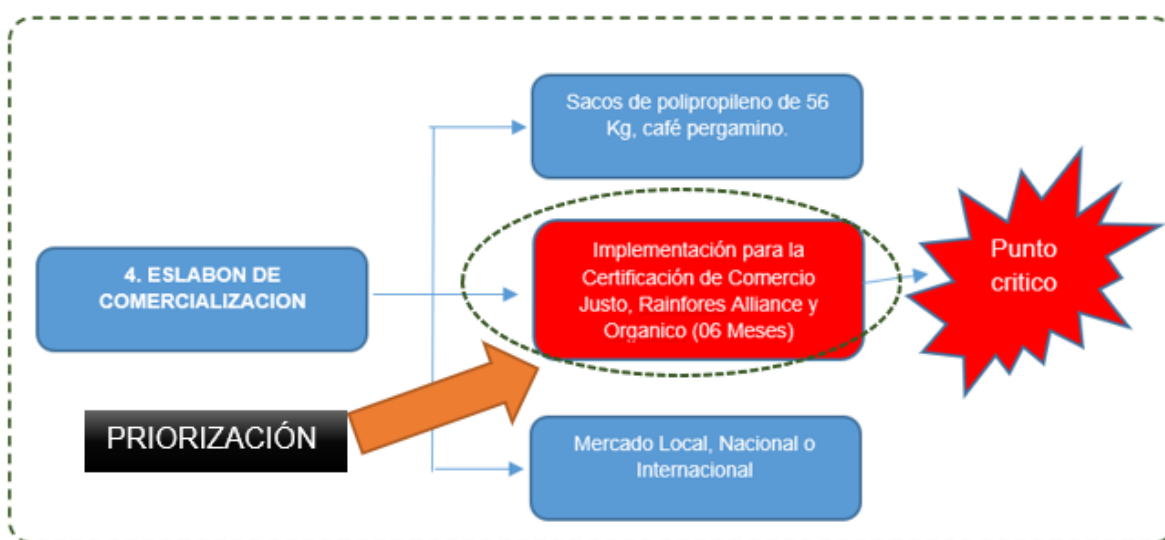 Sacos de polipropileno de 56
Kg, café pergamino.
4. ESLABON DE
COMERCIALIZACION
Implementación para la
Certificación de Comercio
Justo, Rainfores Alliance y
Organico (06 Meses)
Punto
critico
PRIORIZACIÓN
Mercado Local, Nacional o
Internacional